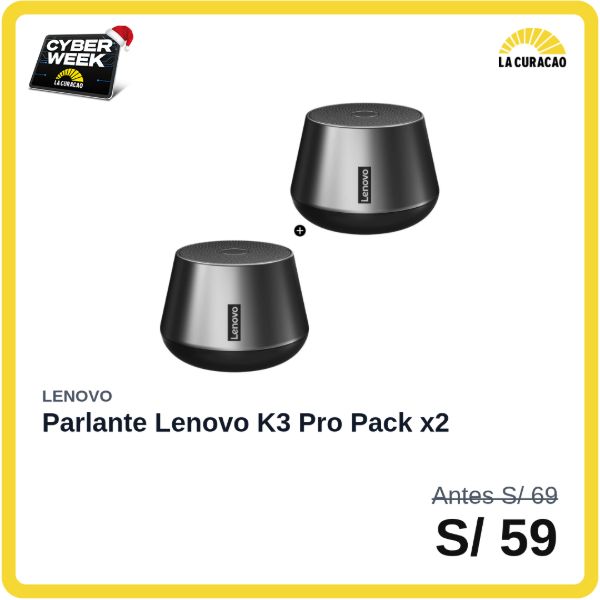 CYBER
WEEK
LA CURACAO
LA CURACAO
Lenovo
Lenovo
LENOVO
Parlante Lenovo K3 Pro Pack x2
Antes S/ 69
S/ 59